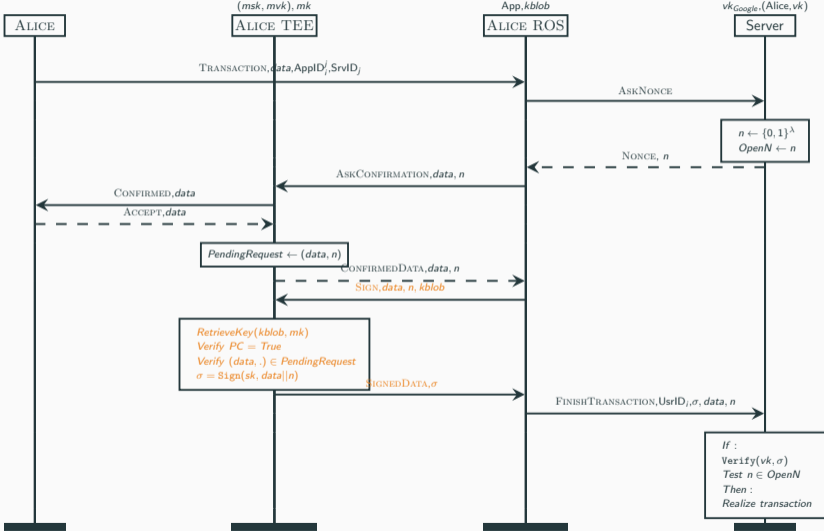 (msk, mvk), mk
App,kblob
vk_Google,(Alice,vk)
ALICE
ALICE TEE
ALICE ROS
Server
TRANSACTION,data,AppID_i^j,SrvID_j
ASKNONCE
n ← {0, 1}^λ
OpenN ← n
NONCE, n
ASKCONFIRMATION,data, n
CONFIRMED,data
ACCEPT,data
PendingRequest ← (data, n)
CONFIRMEDDATA,data, n
SIGN,data, n, kblob
RetrieveKey(kblob, mk)
Verify PC = True
Verify (data, .) ∈ PendingRequest
σ = Sign(sk, data||n)
SIGNEDDATA,σ
FINISHTRANSACTION,UsrID_i,σ, data, n
If :
Verify(vk, σ)
Test n ∈ OpenN
Then :
Realize transaction